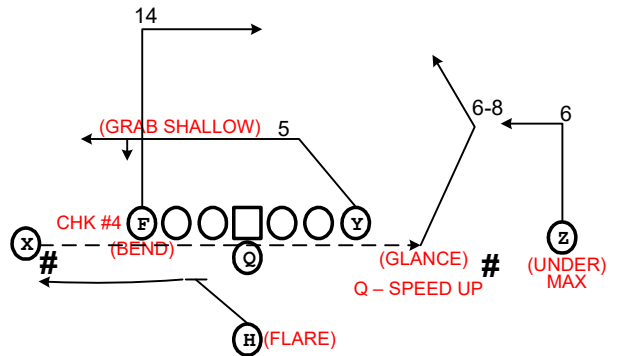 14
6-8
6
(GRAB SHALLOW)
5
CHK #4
F
Y
X
(BEND)
Q
Z
#
(GLANCE)
#
(UNDER)
Q – SPEED UP
MAX
H
(FLARE)